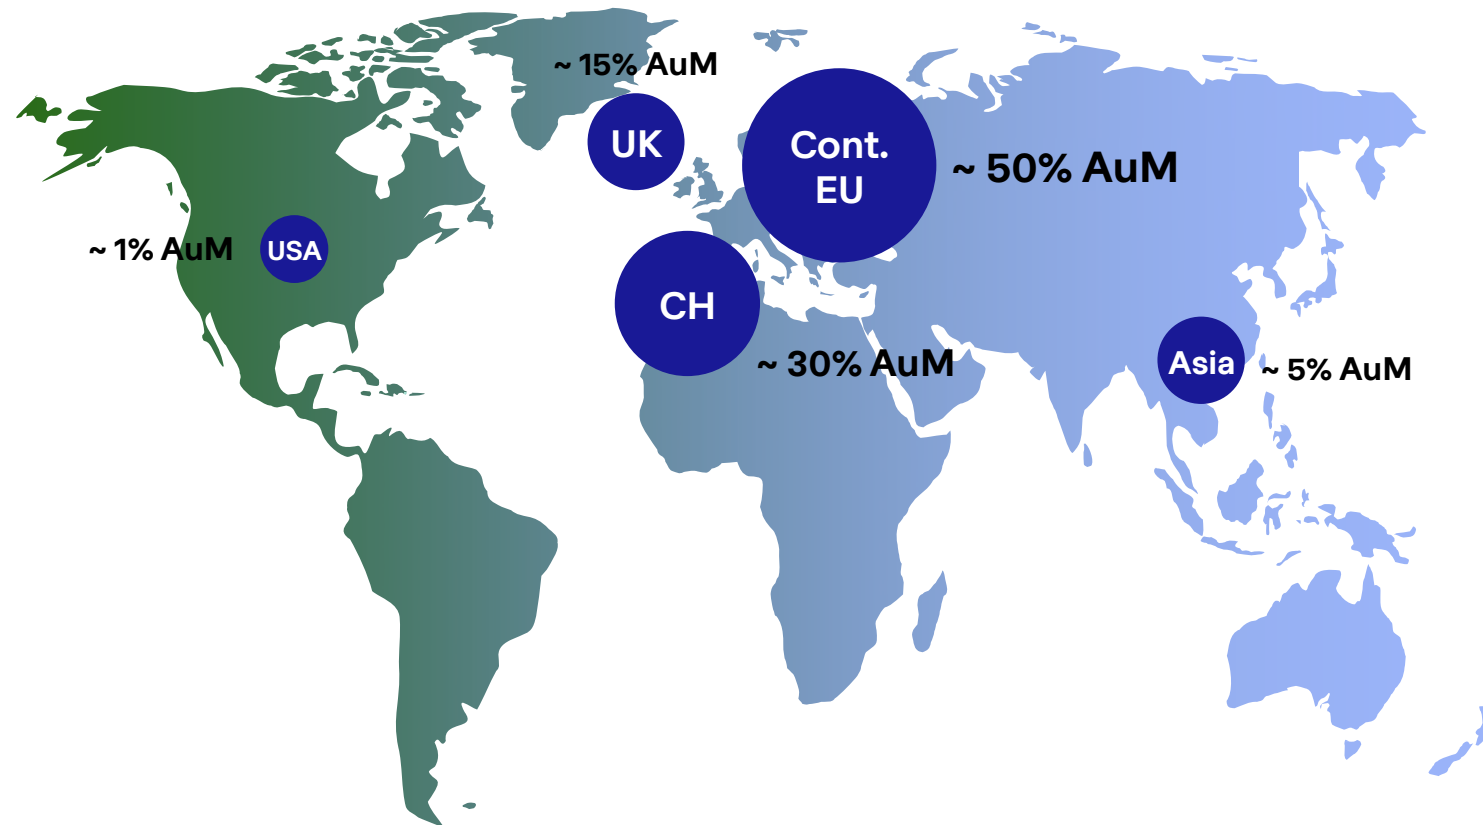 ~ 15% AuM
UK
Cont.
EU
~ 50% AuM
~ 1% AuM
USA
CH
~ 30% AuM
Asia
~ 5% AuM